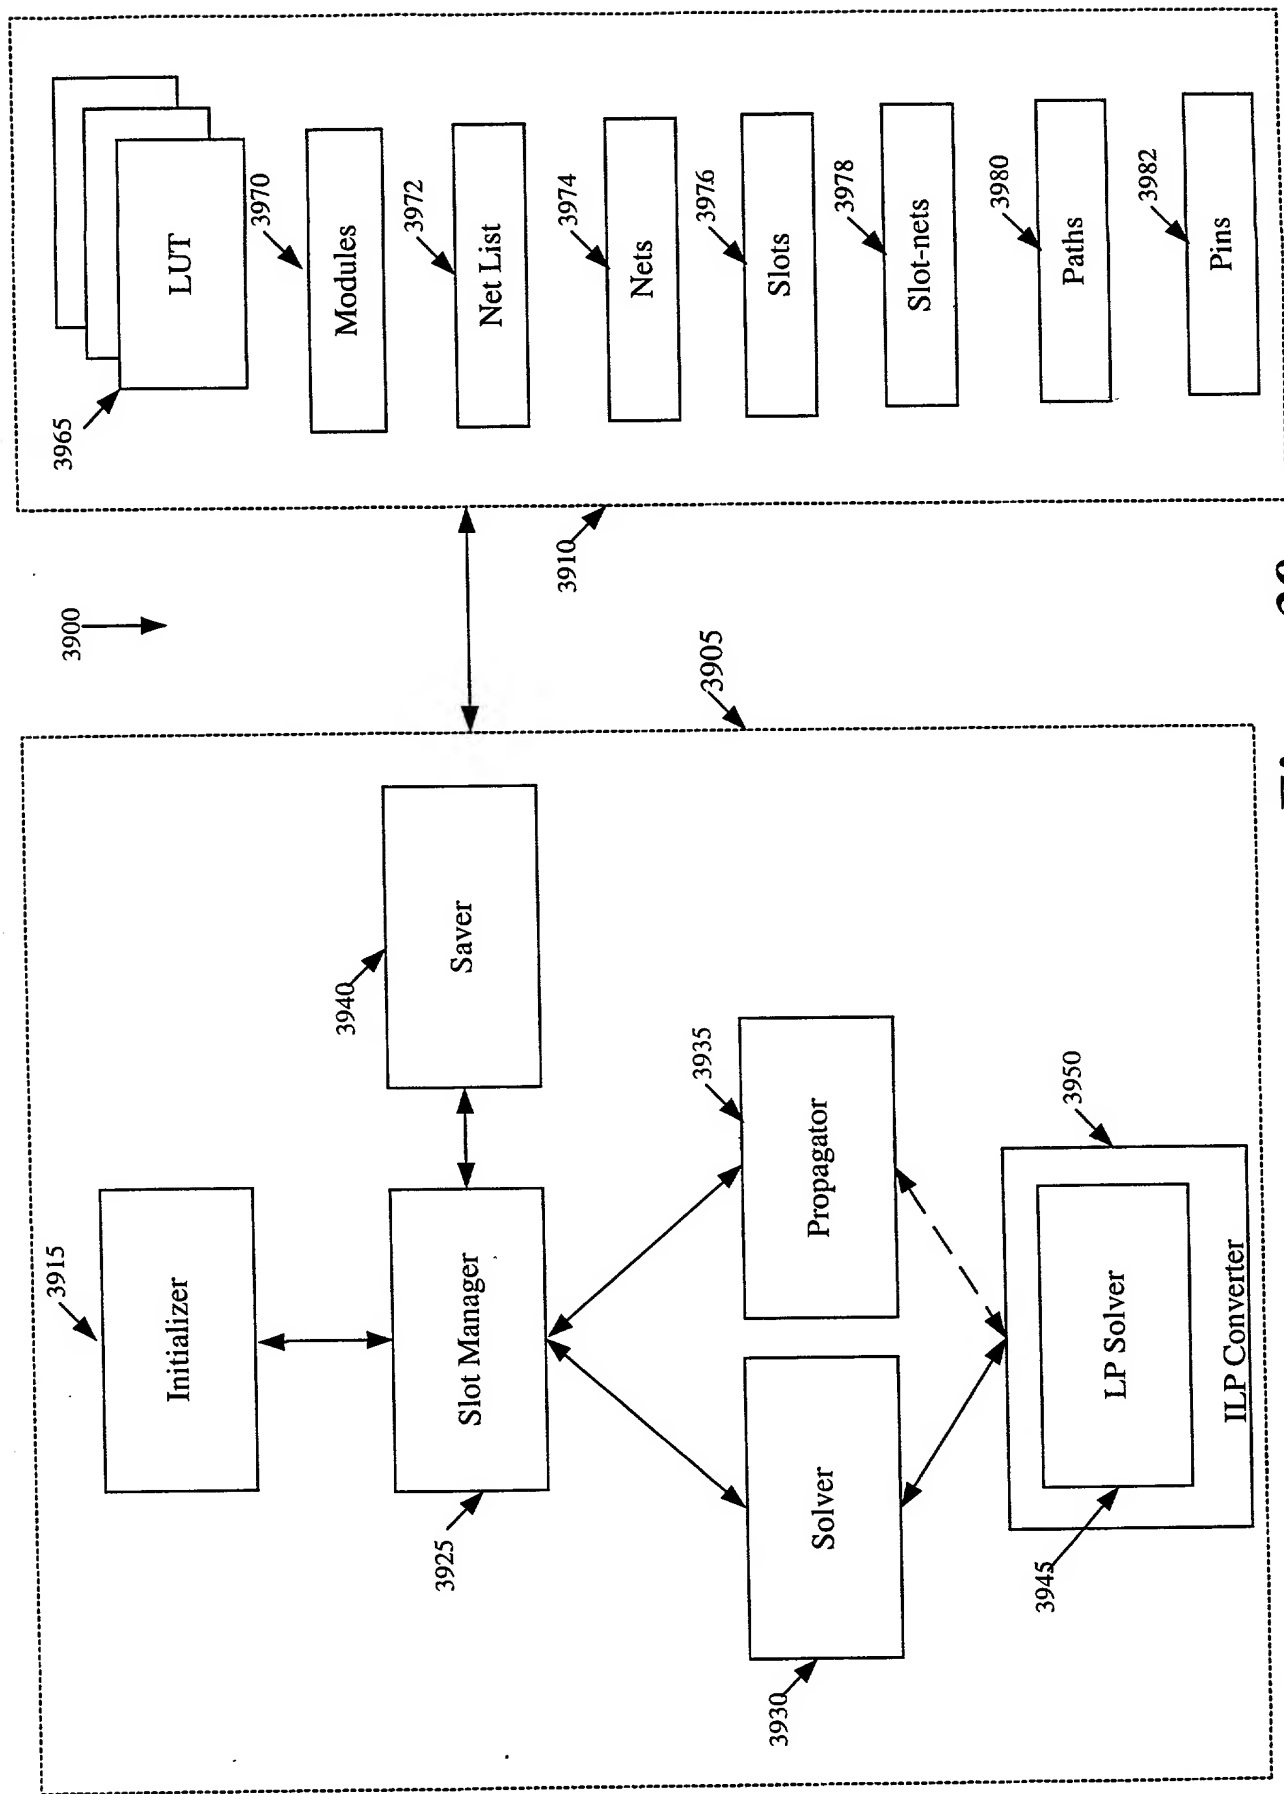 3900
3905
3915
Initializer
3925
Slot Manager
3940
Saver
3930
Solver
3935
Propagator
3945
LP Solver
3950
ILP Converter
3910
3965
LUT
3970
Modules
3972
Net List
3974
Nets
3976
Slots
3978
Slot-nets
3980
Paths
3982
Pins